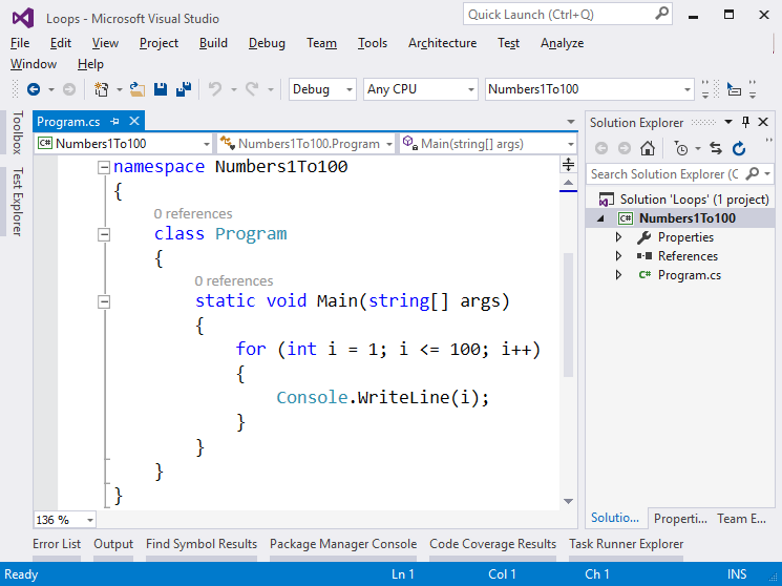 Loops - Microsoft Visual Studio
Quick Launch (Ctrl+Q)
File Edit View Project Build Debug Team Tools Architecture Test Analyze
Window Help
Debug Any CPU Numbers1To100
Toolbox
Test Explorer
Program.cs
Numbers1To100 Numbers1To100.Program Main(string[] args)
namespace Numbers1To100
{
0 references
class Program
{
0 references
static void Main(string[] args)
{
for (int i = 1; i <= 100; i++)
{
Console.WriteLine(i);
}
}
}
}
136 %
Solution Explorer
Search Solution Explorer (C
Solution 'Loops' (1 project)
C# Numbers1To100
Properties
References
C# Program.cs
Solutio... Properti... Team E...
Error List Output Find Symbol Results Package Manager Console Code Coverage Results Task Runner Explorer
Ready Ln 1 Col 1 Ch 1 INS